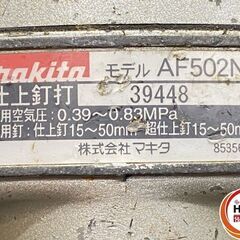 makita モデル AF502N
仕上釘打 39448
用空気圧：0.39～0.83MPa
用釘：仕上釘15～50mm 超仕上釘15～50
株式会社マキタ 8535